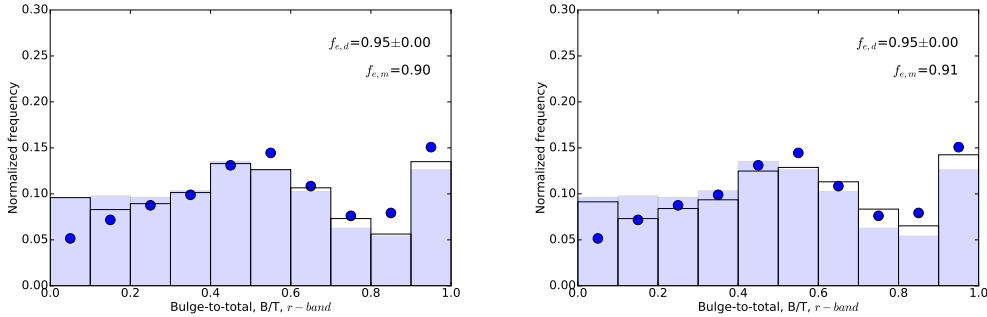 0.30
0.25
0.20
0.15
0.10
0.05
0.00
Normalized frequency
f_{e,d}=0.95±0.00
f_{e,m}=0.90
0.0 0.2 0.4 0.6 0.8 1.0
Bulge-to-total, B/T, r − band
0.30
0.25
0.20
0.15
0.10
0.05
0.00
Normalized frequency
f_{e,d}=0.95±0.00
f_{e,m}=0.91
0.0 0.2 0.4 0.6 0.8 1.0
Bulge-to-total, B/T, r − band